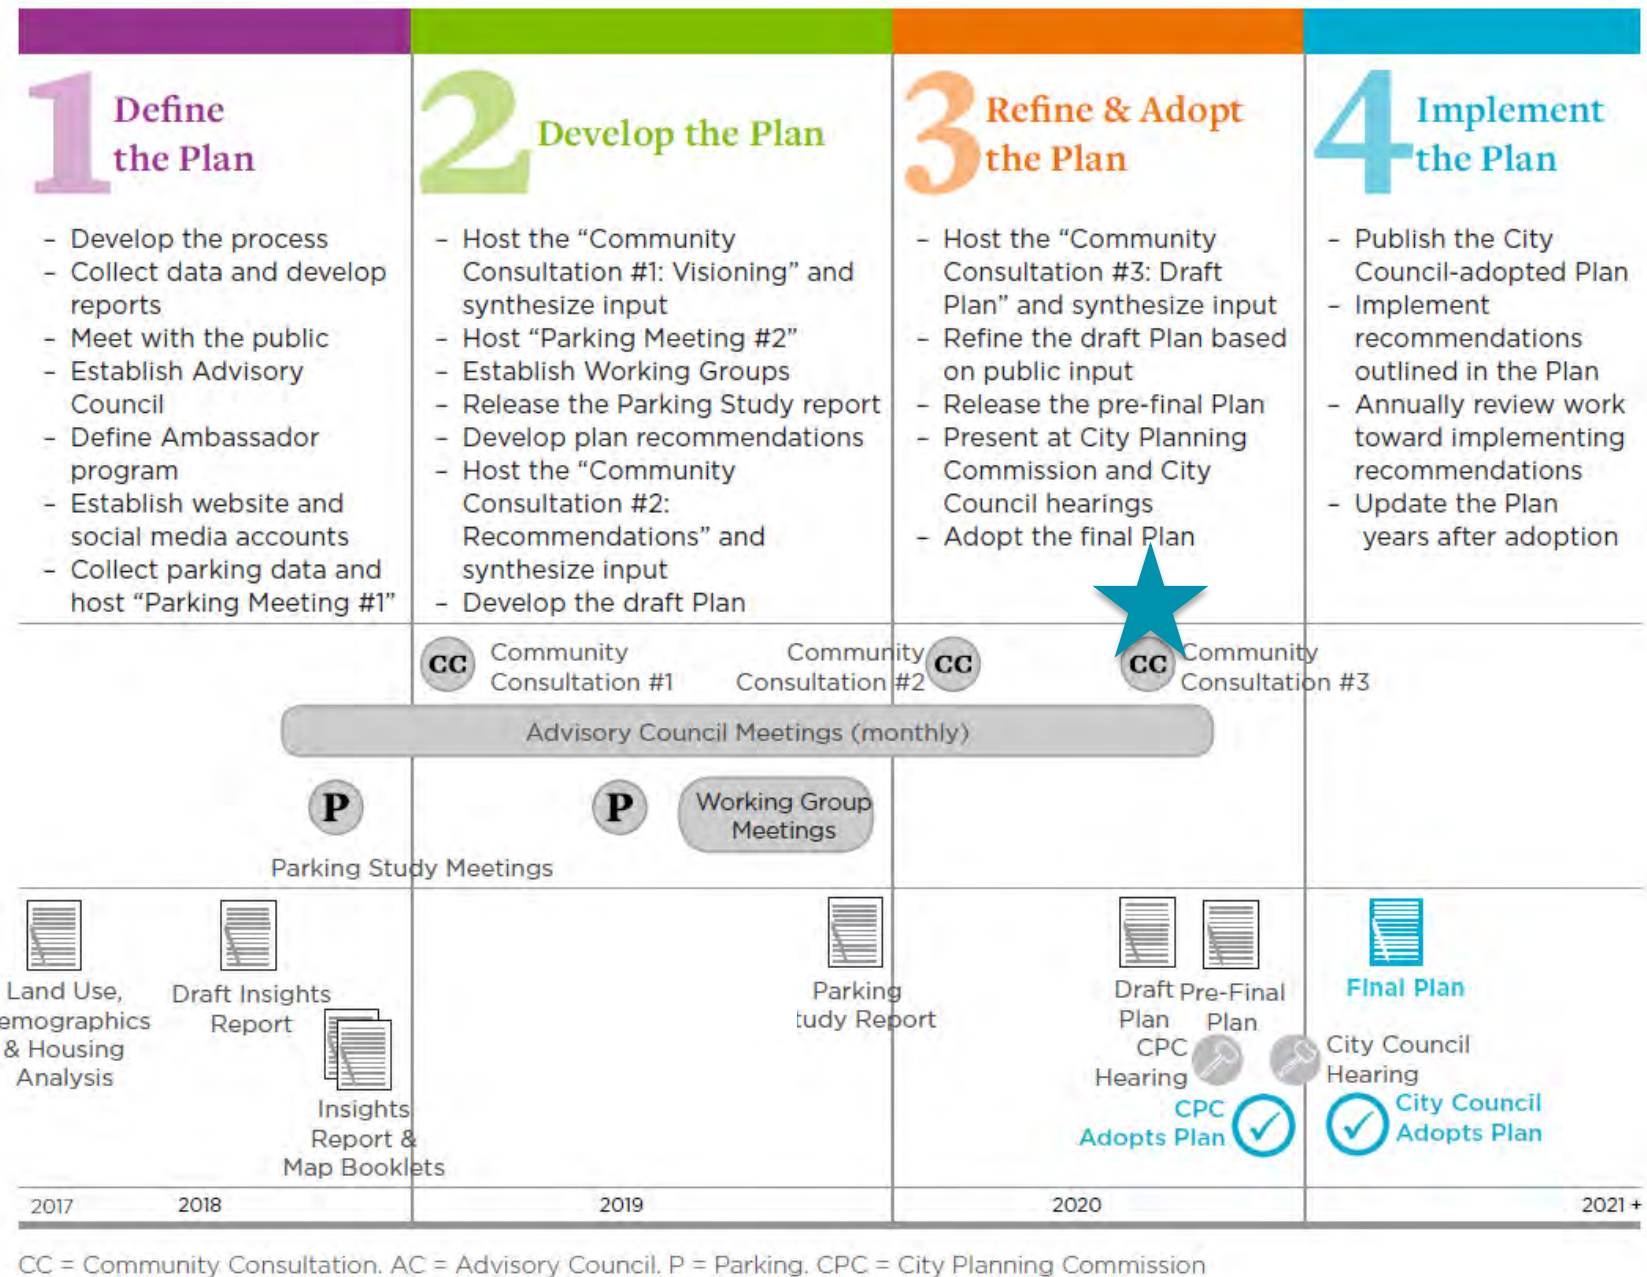 1
Define
the Plan
– Develop the process
– Collect data and develop
reports
– Meet with the public
– Establish Advisory
Council
– Define Ambassador
program
– Establish website and
social media accounts
– Collect parking data and
host “Parking Meeting #1”
2
Develop the Plan
– Host the “Community
Consultation #1: Visioning” and
synthesize input
– Host “Parking Meeting #2”
– Establish Working Groups
– Release the Parking Study report
– Develop plan recommendations
– Host the “Community
Consultation #2:
Recommendations” and
synthesize input
– Develop the draft Plan
3
Refine & Adopt
the Plan
– Host the “Community
Consultation #3: Draft
Plan” and synthesize input
– Refine the draft Plan based
on public input
– Release the pre-final Plan
– Present at City Planning
Commission and City
Council hearings
– Adopt the final Plan
4
Implement
the Plan
– Publish the City
Council-adopted Plan
– Implement
recommendations
outlined in the Plan
– Annually review work
toward implementing
recommendations
– Update the Plan
years after adoption
CC
Community
Consultation #1
Community
Consultation #2
CC
CC
Community
Consultation #3
Advisory Council Meetings (monthly)
P
P
Working Group
Meetings
Parking Study Meetings
Land Use,
emographics
& Housing
Analysis
Draft Insights
Report
Insights
Report &
Map Booklets
Parking
tudy Report
Draft
Plan
Pre-Final
Plan
Final Plan
CPC
Hearing
City Council
Hearing
CPC
Adopts Plan
City Council
Adopts Plan
2017
2018
2019
2020
2021 +
CC = Community Consultation. AC = Advisory Council. P = Parking. CPC = City Planning Commission